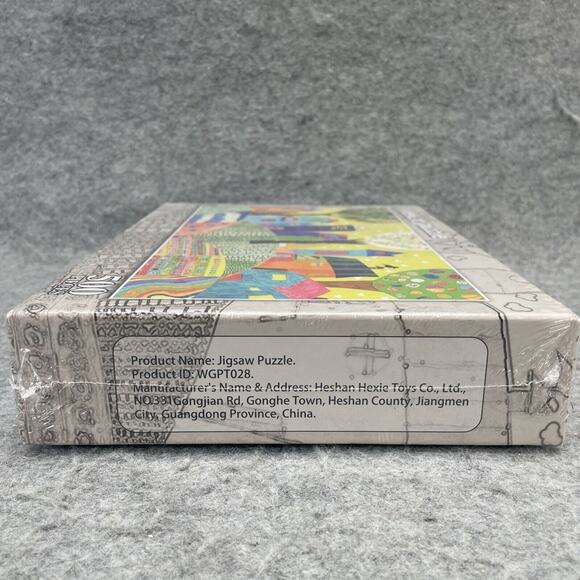 500
Product Name: Jigsaw Puzzle.
Product ID: WGPT028.
Manufacturer's Name & Address: Heshan Hexie Toys Co., Ltd.,
NO.331Gongjian Rd, Gonghe Town, Heshan County, Jiangmen
City, Guangdong Province, China.